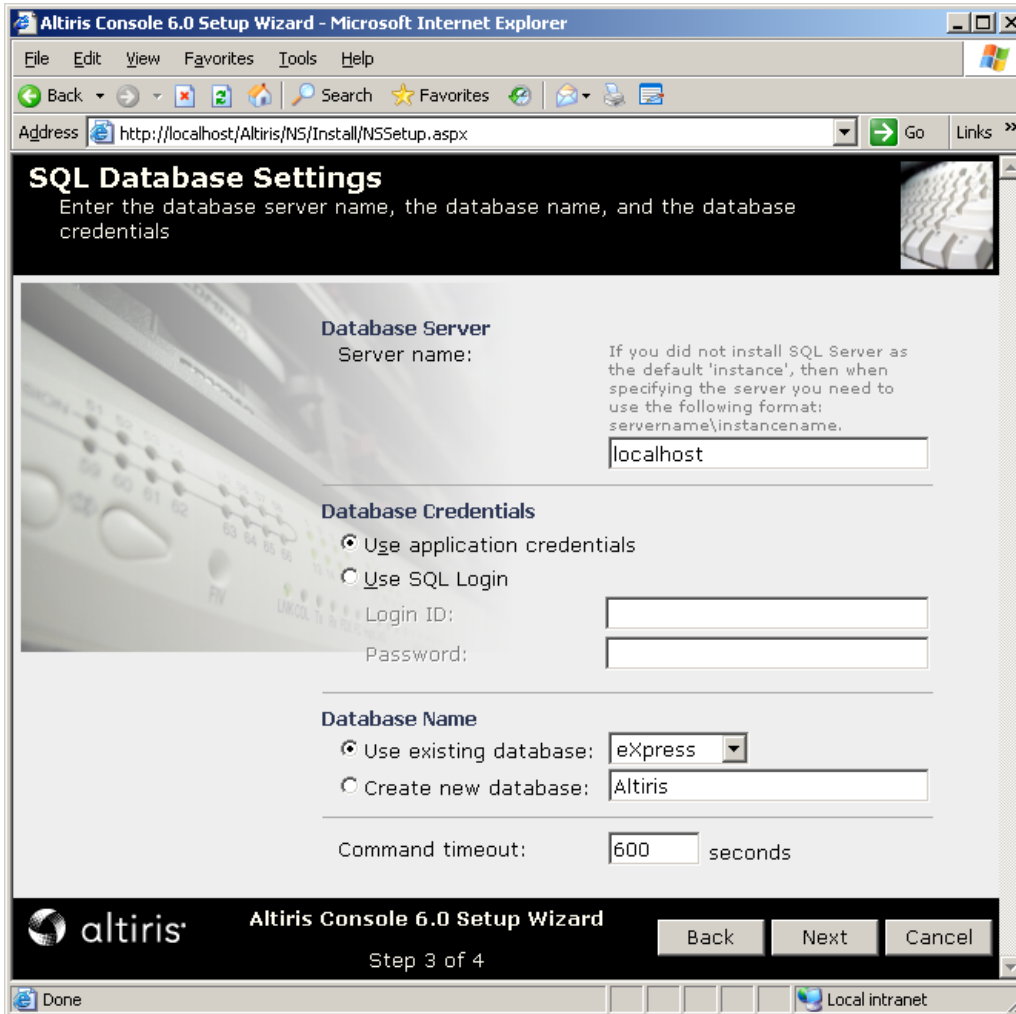 Altiris Console 6.0 Setup Wizard - Microsoft Internet Explorer
File Edit View Favorites Tools Help
Back Search Favorites
Address http://localhost/Altiris/NS/Install/NSSetup.aspx Go Links »
SQL Database Settings
Enter the database server name, the database name, and the database
credentials
Database Server
Server name:
If you did not install SQL Server as
the default 'instance', then when
specifying the server you need to
use the following format:
servername\instancename.
localhost
Database Credentials
Use application credentials
Use SQL Login
Login ID:
Password:
Database Name
Use existing database: eXpress
Create new database: Altiris
Command timeout: 600 seconds
altiris
Altiris Console 6.0 Setup Wizard
Step 3 of 4
Back Next Cancel
Done Local intranet